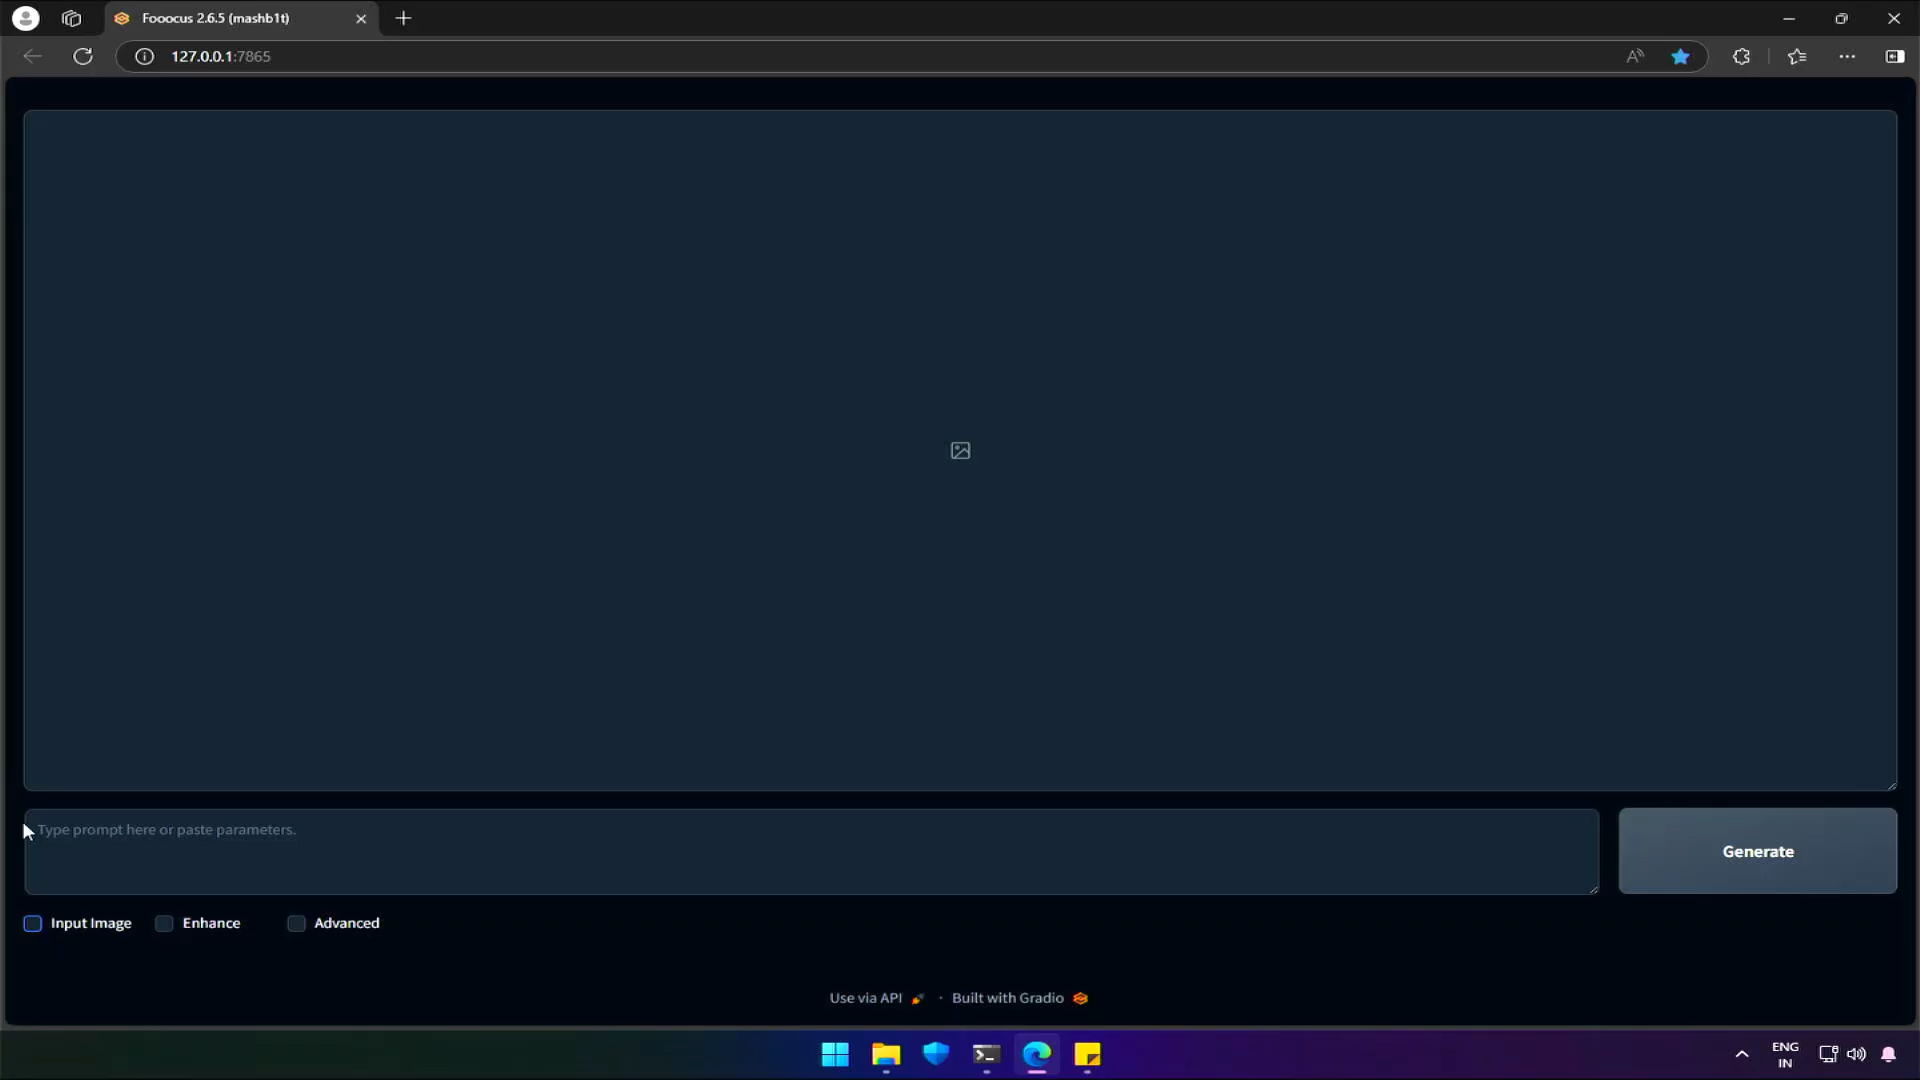 Fooocus 2.6.5 (mashb1t)
127.0.0.1:7865
Type prompt here or paste parameters.
Generate
Input Image
Enhance
Advanced
Use via API · Built with Gradio
ENG
IN